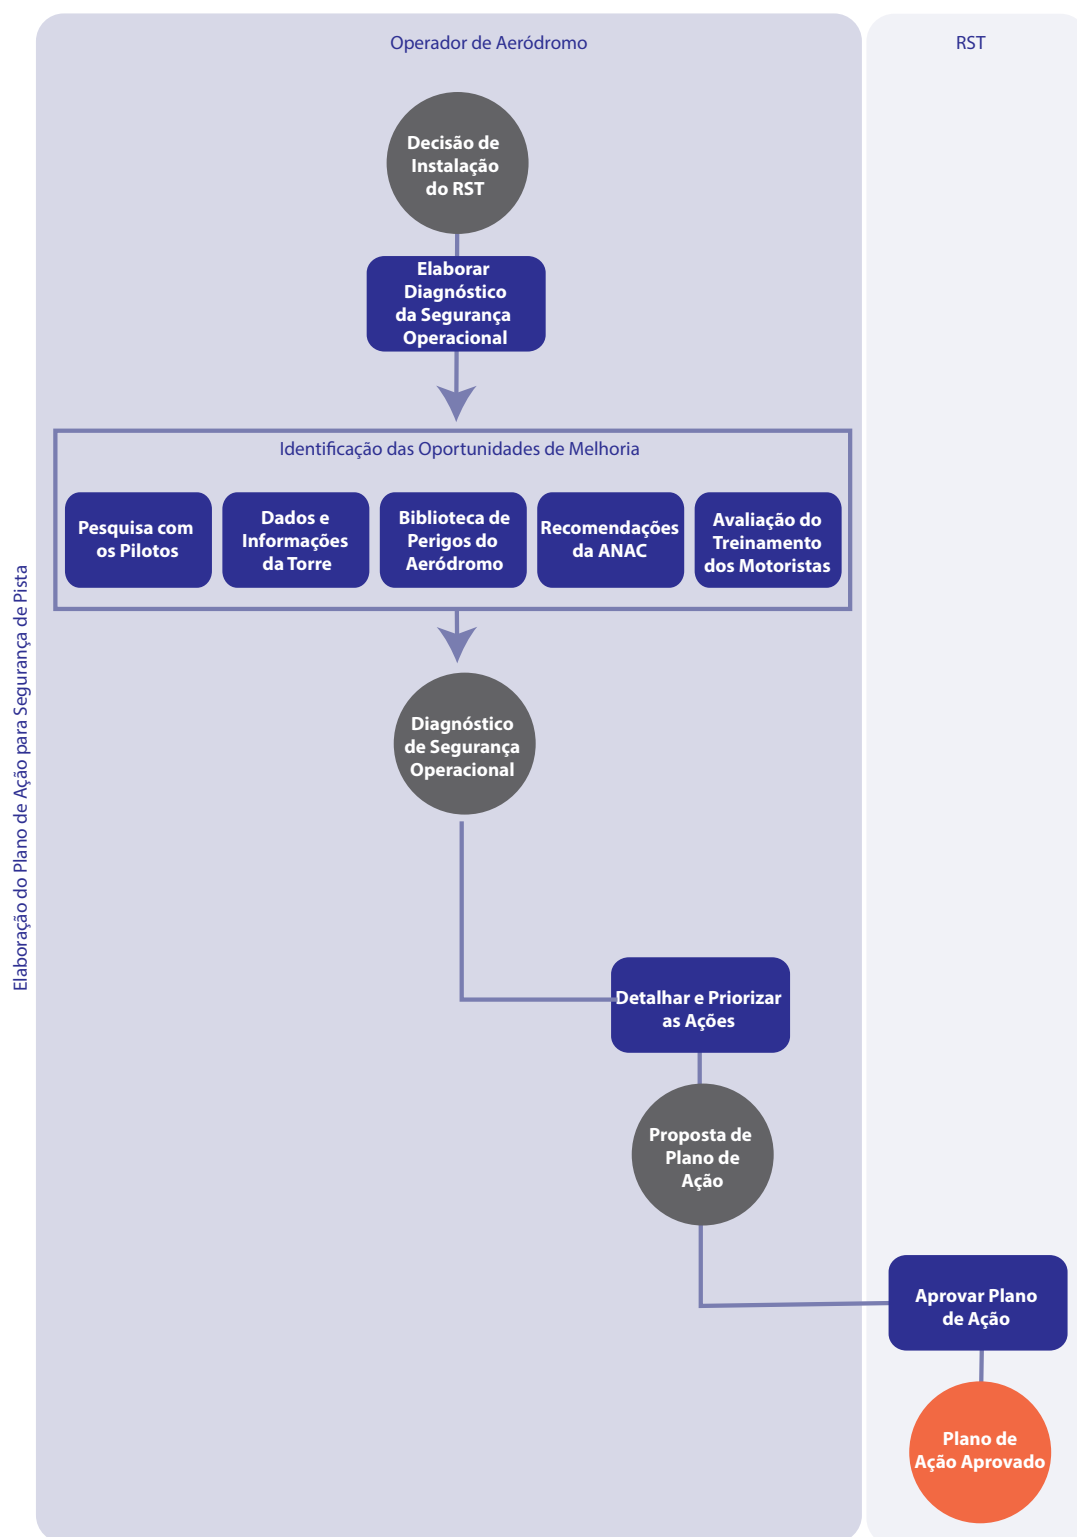 Operador de Aeródromo
RST
Decisão de
Instalação
do RST
Elaborar
Diagnóstico
da Segurança
Operacional
Identificação das Oportunidades de Melhoria
Pesquisa com
os Pilotos
Dados e
Informações
da Torre
Biblioteca de
Perigos do
Aeródromo
Recomendações
da ANAC
Avaliação do
Treinamento
dos Motoristas
Elaboração do Plano de Ação para Segurança de Pista
Diagnóstico
de Segurança
Operacional
Detalhar e Priorizar
as Ações
Proposta de
Plano de
Ação
Aprovar Plano
de Ação
Plano de
Ação Aprovado